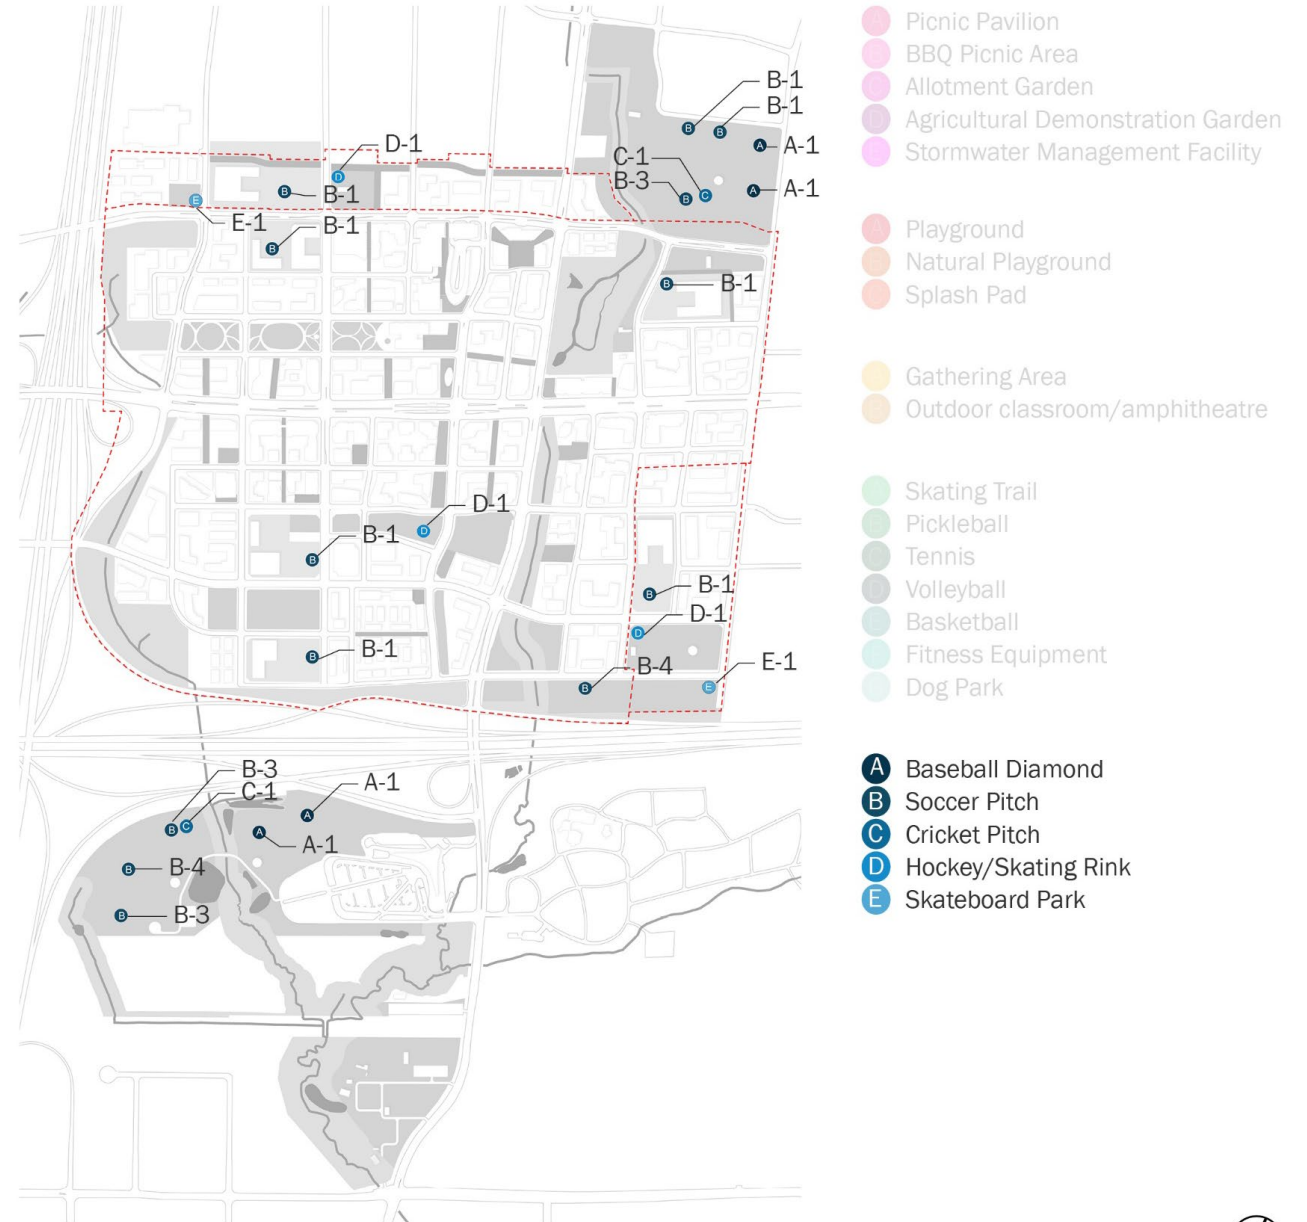 B-1
B-1
A-1
D-1
C-1
B-3
A-1
B-1
E-1
B-1
B-1
D-1
B-1
B-1
D-1
B-1
B-4
E-1
B-3
C-1
A-1
A-1
B-4
B-3
A Picnic Pavilion
BBQ Picnic Area
C Allotment Garden
D Agricultural Demonstration Garden
Stormwater Management Facility
A Playground
Natural Playground
Splash Pad
Gathering Area
Outdoor classroom/amphitheatre
Skating Trail
B Pickleball
C Tennis
D Volleyball
E Basketball
Fitness Equipment
Dog Park
A Baseball Diamond
B Soccer Pitch
C Cricket Pitch
D Hockey/Skating Rink
E Skateboard Park